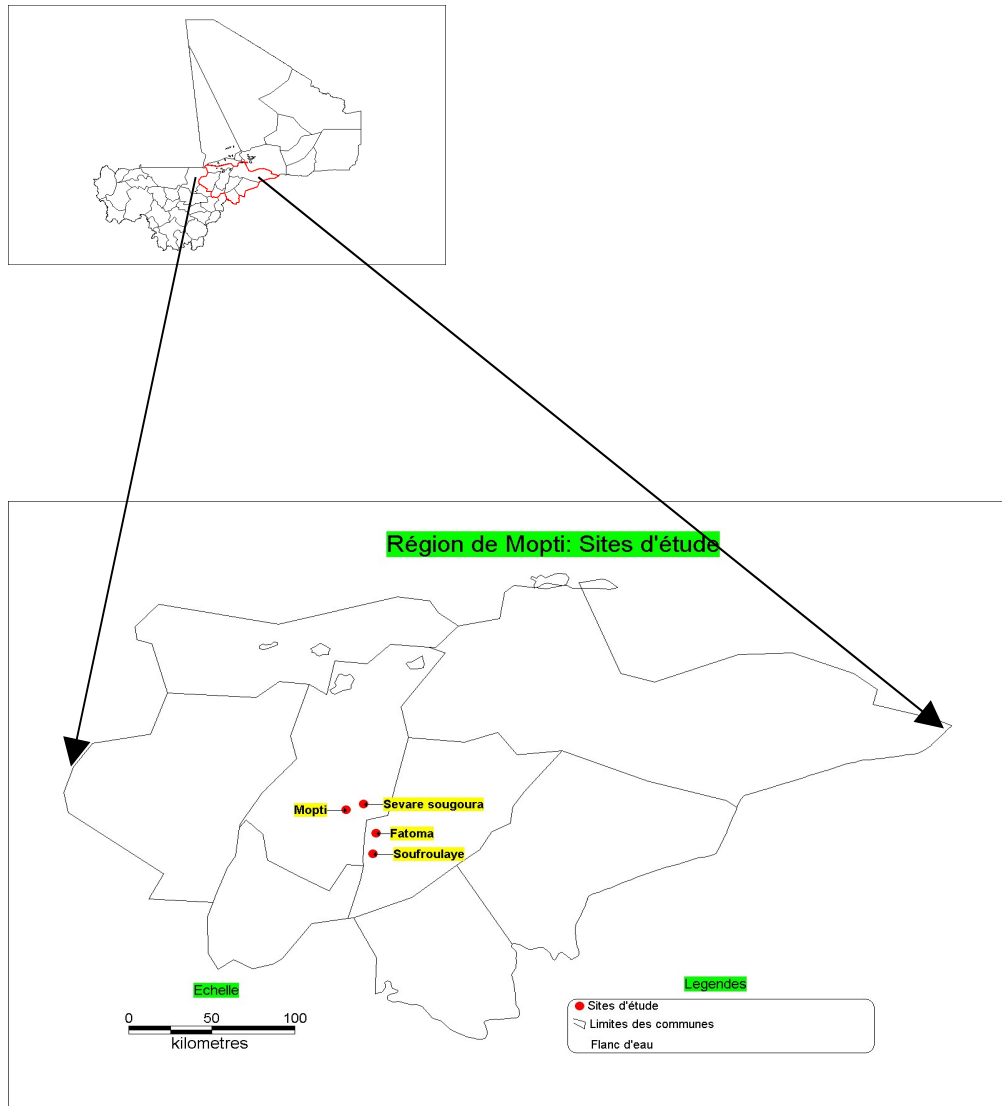 Région de Mopti: Sites d'étude
Sevare sougoura
Mopti
Fatoma
Soufroulaye
Echelle
0 50 100
kilometres
Legendes
Sites d'étude
Limites des communes
Flanc d'eau